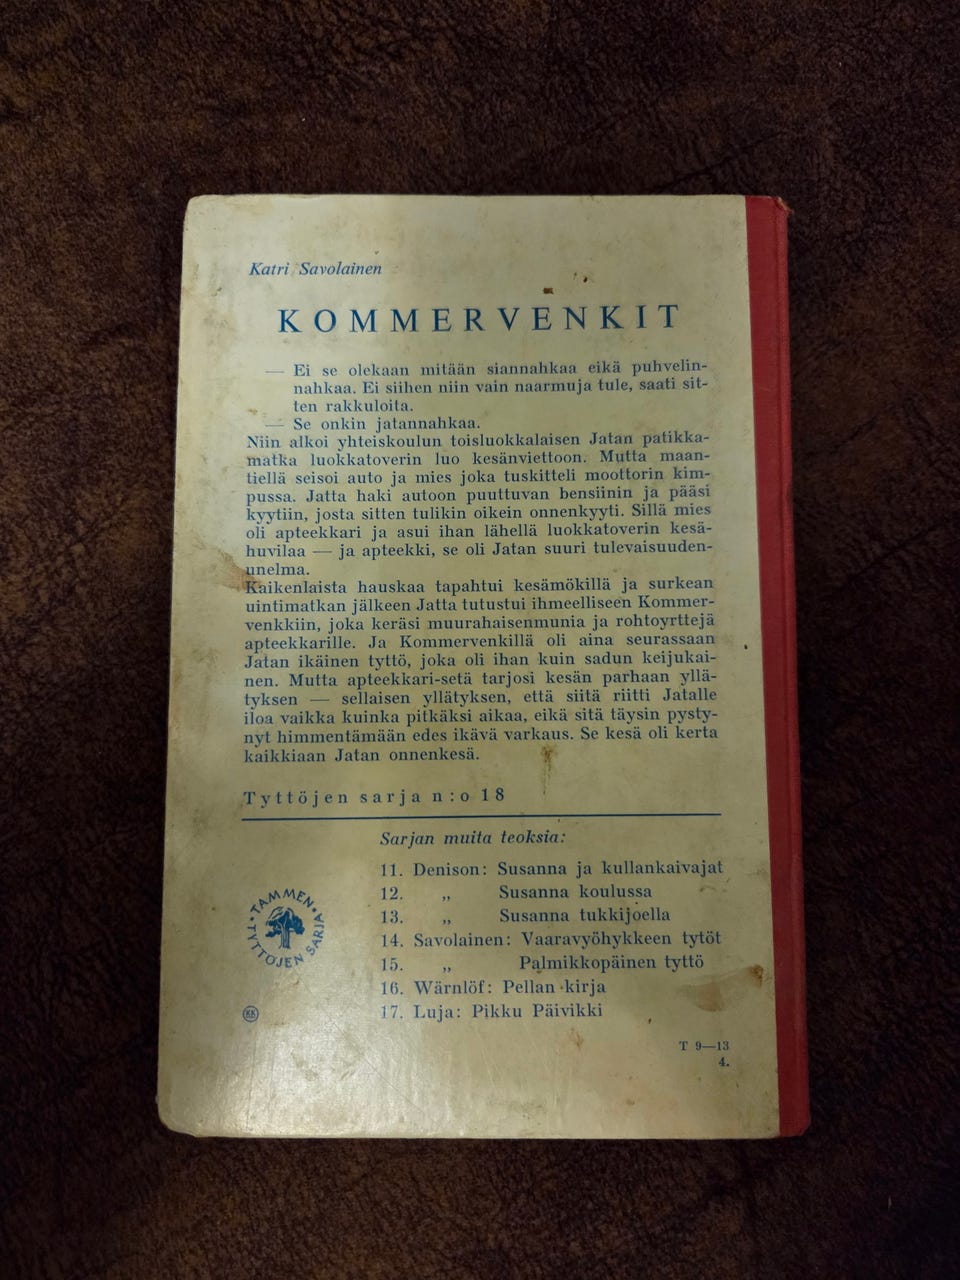 Katri Savolainen
KOMMERVENKIT
— Ei se olekaan mitään siannahkaa eikä puhvelin-
nahkaa. Ei siihen niin vain naarmuja tule, saati sit-
ten rakkuloita.
— Se onkin jatannahkaa.
Niin alkoi yhteiskoulun toisluokkalaisen Jatan patikka-
matka luokkatoverin luo kesänviettoon. Mutta maan-
tiellä seisoi auto ja mies joka tuskitteli moottorin kim-
pussa. Jatta haki autoon puuttuvan bensiinin ja pääsi
kyytiin, josta sitten tulikin oikein onnenkyyti. Sillä mies
oli apteekkari ja asui ihan lähellä luokkatoverin kesä-
huvilaa — ja apteekki, se oli Jatan suuri tulevaisuuden-
unelma.
Kaikenlaista hauskaa tapahtui kesämökillä ja surkean
uintimatkan jälkeen Jatta tutustui ihmeelliseen Kommer-
venkkiin, joka keräsi muurahaisenmunia ja rohtoyrttejä
apteekkarille. Ja Kommervenkillä oli aina seurassaan
Jatan ikäinen tyttö, joka oli ihan kuin sadun keijukai-
nen. Mutta apteekkari-setä tarjosi kesän parhaan yllä-
tyksen — sellaisen yllätyksen, että siitä riitti Jatalle
iloa vaikka kuinka pitkäksi aikaa, eikä sitä täysin pysty-
nyt himmentämään edes ikävä varkaus. Se kesä oli kerta
kaikkiaan Jatan onnenkesä.
Tyttöjen sarja n:o 18
Sarjan muita teoksia:
11. Denison: Susanna ja kullankaivajat
12. „ Susanna koulussa
13. „ Susanna tukkijoella
14. Savolainen: Vaaravyöhykkeen tytöt
15. „ Palmikkopäinen tyttö
16. Wärnlöf: Pellan kirja
17. Luja: Pikku Päivikki
TAMMEN • TYTTÖJEN SARJA •
KK
T 9—13
4.